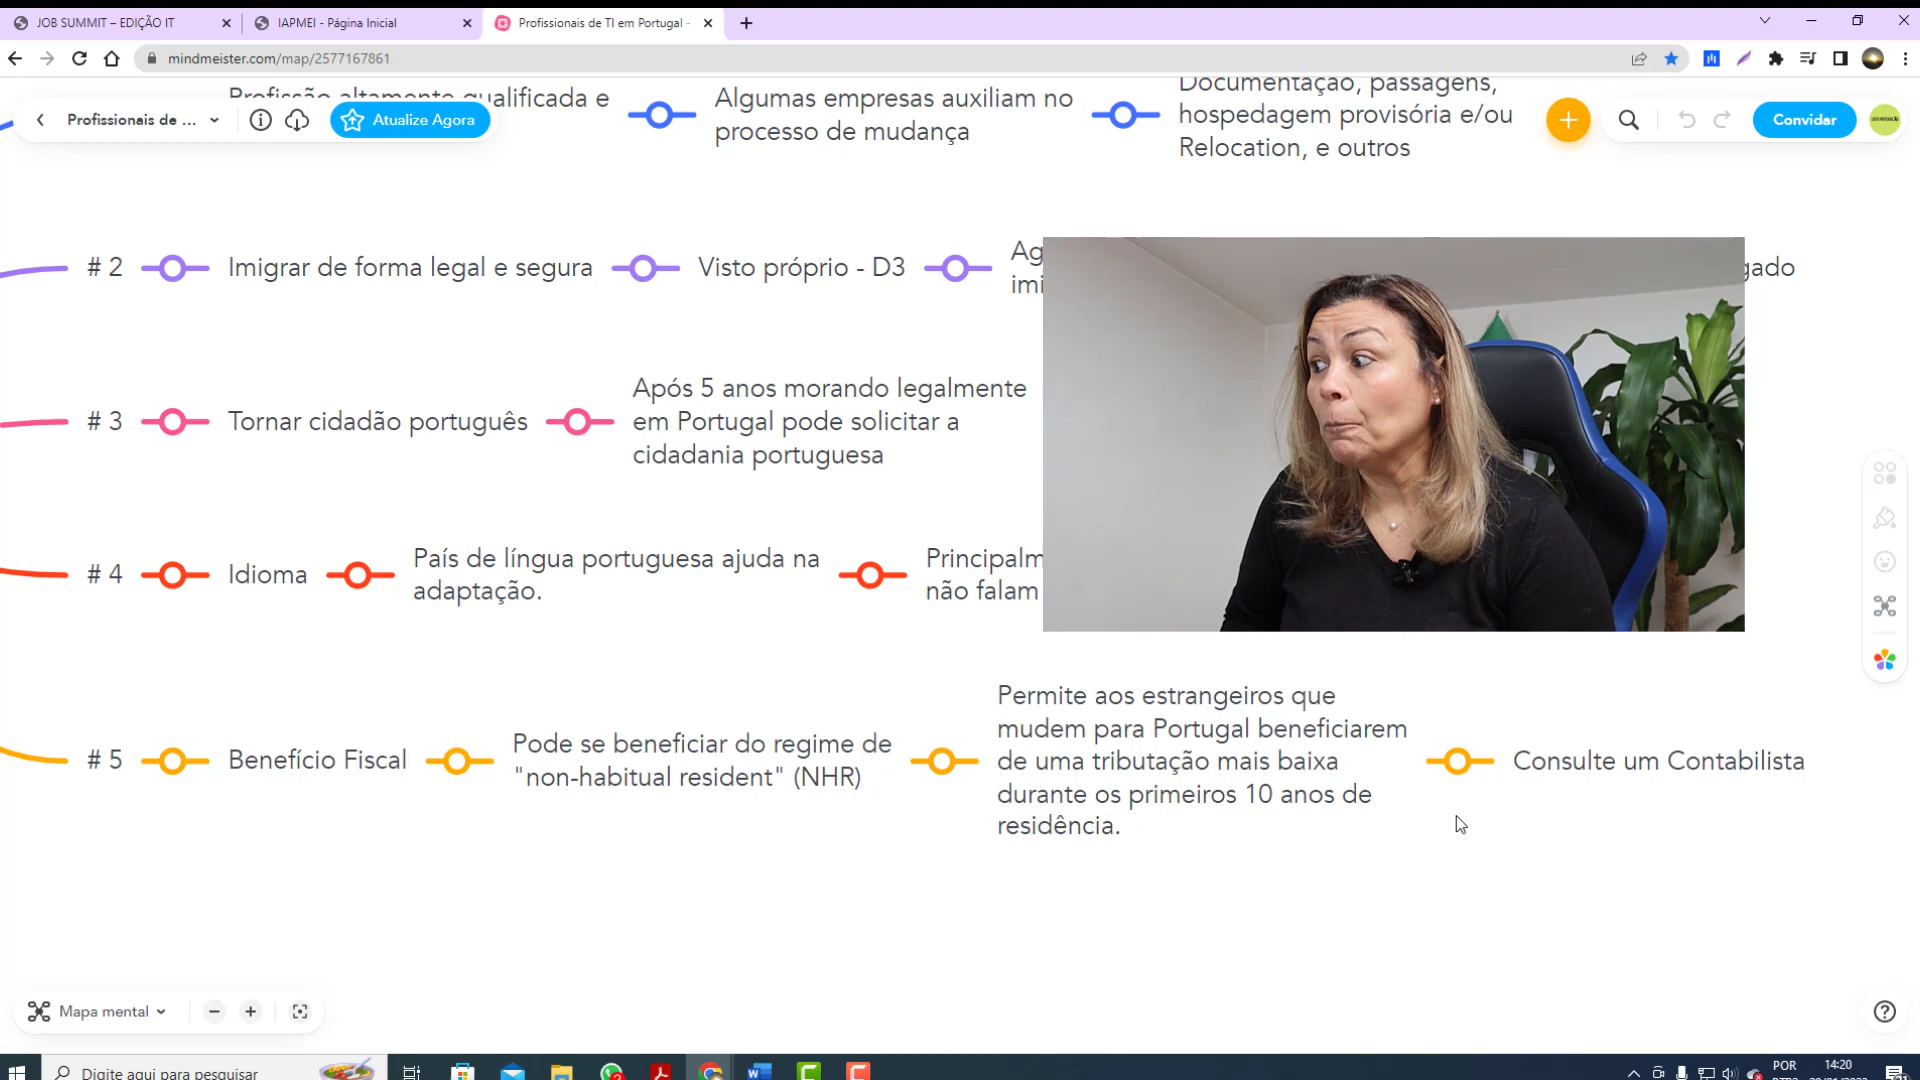 JOB SUMMIT – EDIÇÃO IT
IAPMEI - Página Inicial
Profissionais de TI em Portugal -
mindmeister.com/map/2577167861
Profissionais de ...
Atualize Agora
Convidar
Profissão altamente qualificada e
Algumas empresas auxiliam no
processo de mudança
Documentação, passagens,
hospedagem provisória e/ou
Relocation, e outros
# 2
Imigrar de forma legal e segura
Visto próprio - D3
Ag
imi
gado
# 3
Tornar cidadão português
Após 5 anos morando legalmente
em Portugal pode solicitar a
cidadania portuguesa
# 4
Idioma
País de língua portuguesa ajuda na
adaptação.
Principalm
não falam
# 5
Benefício Fiscal
Pode se beneficiar do regime de
"non-habitual resident" (NHR)
Permite aos estrangeiros que
mudem para Portugal beneficiarem
de uma tributação mais baixa
durante os primeiros 10 anos de
residência.
Consulte um Contabilista
Mapa mental
Digite aqui para pesquisar
POR
14:20